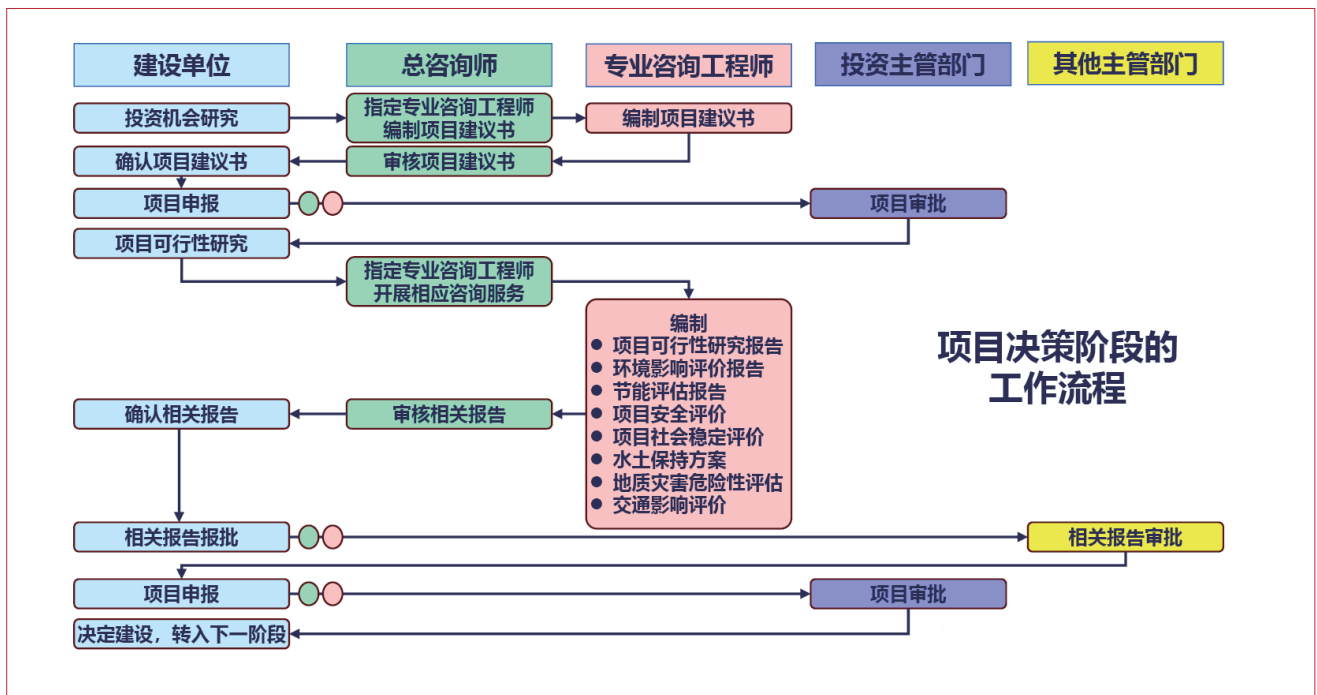 建设单位
总咨询师
专业咨询工程师
投资主管部门
其他主管部门
投资机会研究
指定专业咨询工程师
编制项目建议书
编制项目建议书
确认项目建议书
审核项目建议书
项目申报
项目审批
项目可行性研究
指定专业咨询工程师
开展相应咨询服务
编制
● 项目可行性研究报告
● 环境影响评价报告
● 节能评估报告
● 项目安全评价
● 项目社会稳定评价
● 水土保持方案
● 地质灾害危险性评估
● 交通影响评价
项目决策阶段的
工作流程
确认相关报告
审核相关报告
相关报告报批
相关报告审批
项目申报
项目审批
决定建设，转入下一阶段